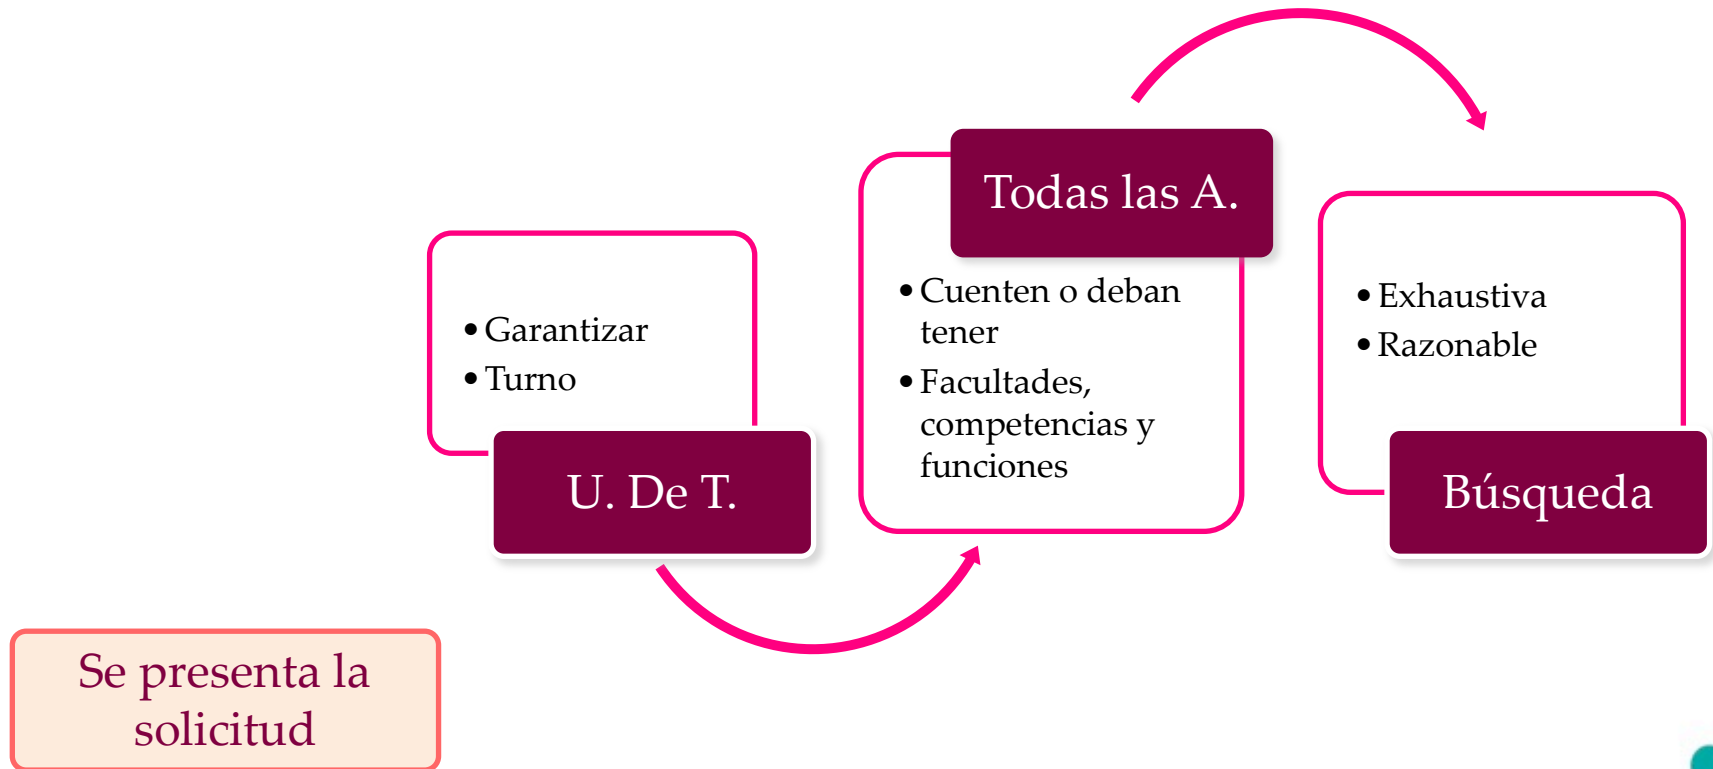 Se presenta la
solicitud
• Garantizar
• Turno
U. De T.
Todas las A.
• Cuenten o deban
tener
• Facultades,
competencias y
funciones
• Exhaustiva
• Razonable
Búsqueda